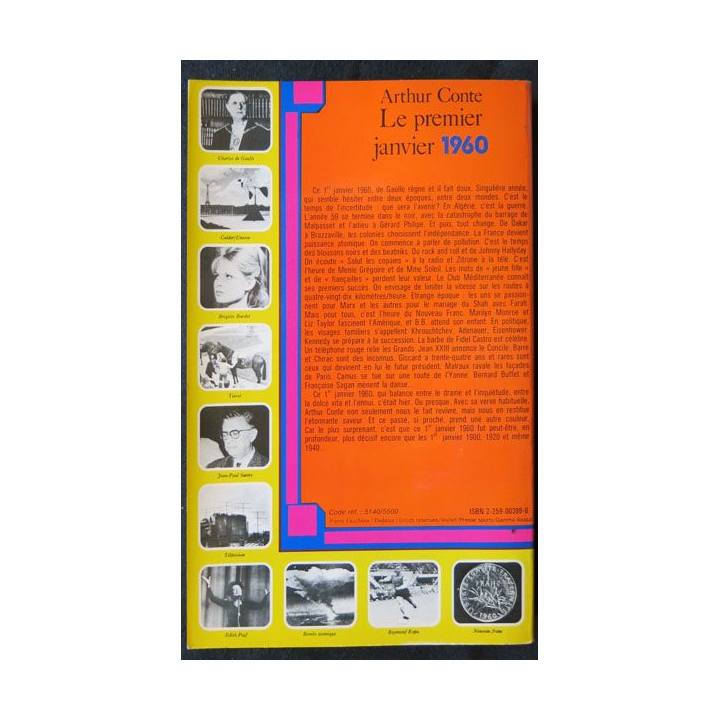 Arthur Conte
Le premier
janvier 1960
Ce 1er janvier 1960, de Gaulle règne et il fait doux. Singulière année,
qui semble hésiter entre deux époques, entre deux mondes. C'est le
temps de l'incertitude : que sera l'avenir? En Algérie, c'est la guerre.
L'année 59 se termine dans le noir, avec la catastrophe du barrage de
Malpasset et l'adieu à Gérard Philipe. Et puis, tout change. De Dakar
à Brazzaville, les colonies choisissent l'indépendance. La France devient
puissance atomique. On commence à parler de pollution. C'est le temps
des blousons noirs et des beatniks. Du rock and roll et de Johnny Hallyday.
On écoute « Salut les copains » à la radio et Zitrone à la télé. C'est
l'heure de Menie Grégoire et de Mme Soleil. Les mots de « jeune fille »
et de « fiançailles » perdent leur valeur. Le Club Méditerranée connaît
ses premiers succès. On envisage de limiter la vitesse sur les routes à
quatre-vingt-dix kilomètres/heure. Étrange époque : les uns se passion-
nent pour Marx et les autres pour le mariage du Shah avec Farah.
Mais pour tous, c'est l'heure du Nouveau Franc. Marilyn Monroe et
Liz Taylor fascinent l'Amérique, et B.B. attend son enfant. En politique,
les visages familiers s'appellent Khrouchtchev, Adenauer, Eisenhower.
Kennedy se prépare à la succession. La barbe de Fidel Castro est célèbre.
Un téléphone rouge relie les Grands. Jean XXIII annonce le Concile. Barre
et Chirac sont des inconnus. Giscard a trente-quatre ans et rares sont
ceux qui devinent en lui le futur président. Malraux ravale les façades
de Paris. Camus se tue sur une route de l'Yonne. Bernard Buffet et
Françoise Sagan mènent la danse...
Ce 1er janvier 1960, qui balance entre le drame et l'inquiétude, entre
la dolce vita et l'ennui, c'était hier. Ou presque. Avec sa verve habituelle,
Arthur Conte non seulement nous le fait revivre, mais nous en restitue
l'étonnante saveur. Et ce passé, si proche, prend une autre couleur.
Car le plus surprenant, c'est que ce 1er janvier 1960 fut peut-être, en
profondeur, plus décisif encore que les 1er janvier 1900, 1920 et même
1940.
Code réf. : 5140/5500
ISBN 2-259-00399-8
Charles de Gaulle
Calder/Unesco
Brigitte Bardot
Tiercé
Jean-Paul Sartre
Télévision
Edith Piaf
Bombe atomique
Raymond Kopa
Nouveau franc
FRANC
1960